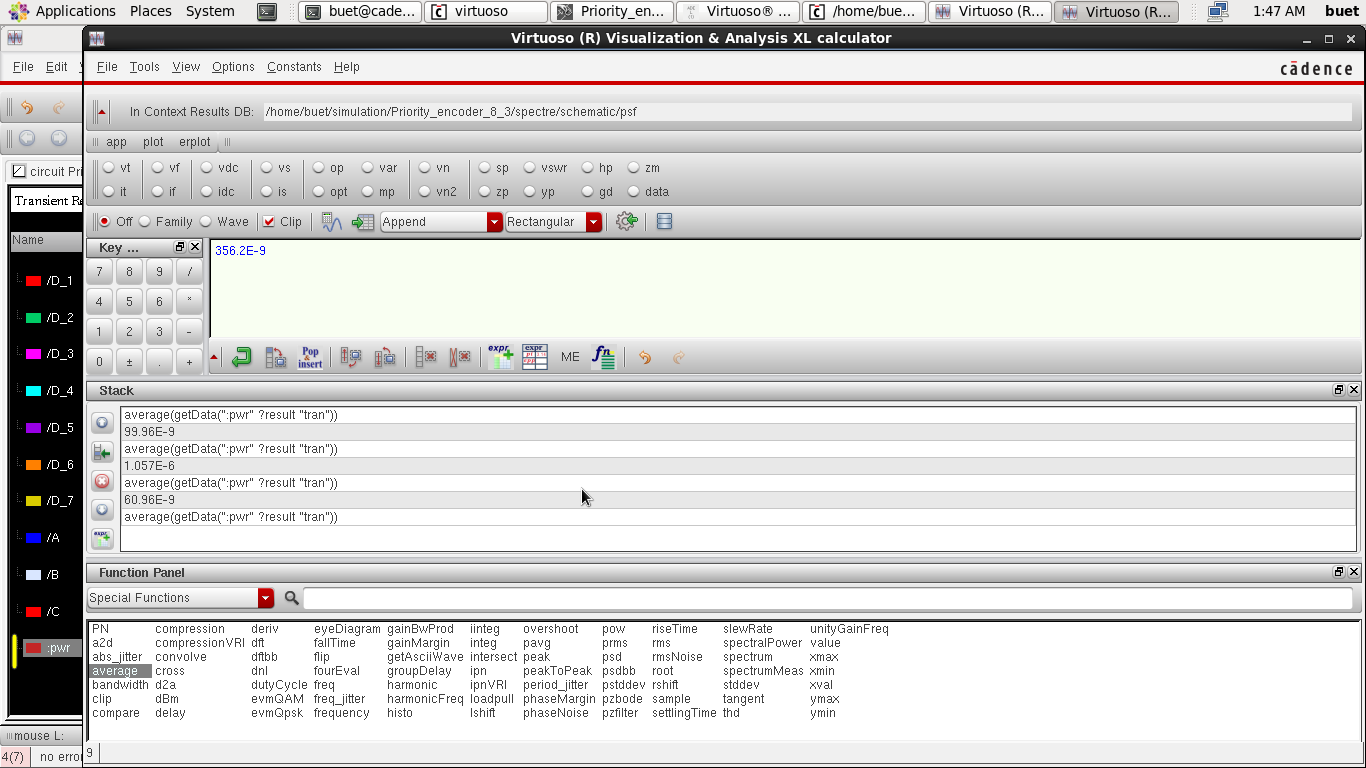 Applications Places System buet@cade... virtuoso Priority_en... Virtuoso® ... /home/bue... Virtuoso (R... Virtuoso (R... 1:47 AM buet
Virtuoso (R) Visualization & Analysis XL calculator
File Edit
File Tools View Options Constants Help cādence
In Context Results DB: /home/buet/simulation/Priority_encoder_8_3/spectre/schematic/psf
app plot erplot
vt vf vdc vs op var vn sp vswr hp zm
circuit Pri
it if idc is opt mp vn2 zp yp gd data
Transient Re
Off Family Wave Clip Append Rectangular
Name
Key ...
356.2E-9
7 8 9 /
4 5 6 *
1 2 3 -
0 ± . +
Pop insert
expr
ME
fn
/D_1
/D_2
/D_3
/D_4
/D_5
/D_6
/D_7
/A
/B
/C
:pwr
Stack
average(getData(":pwr" ?result "tran"))
99.96E-9
average(getData(":pwr" ?result "tran"))
1.057E-6
average(getData(":pwr" ?result "tran"))
60.96E-9
average(getData(":pwr" ?result "tran"))
expr
Function Panel
Special Functions
PN compression deriv eyeDiagram gainBwProd iinteg overshoot pow riseTime slewRate unityGainFreq
a2d compressionVRI dft fallTime gainMargin integ pavg prms rms spectralPower value
abs_jitter convolve dftbb flip getAsciiWave intersect peak psd rmsNoise spectrum xmax
average cross dnl fourEval groupDelay ipn peakToPeak psdbb root spectrumMeas xmin
bandwidth d2a dutyCycle freq harmonic ipnVRI period_jitter pstddev rshift stddev xval
clip dBm evmQAM freq_jitter harmonicFreq loadpull phaseMargin pzbode sample tangent ymax
compare delay evmQpsk frequency histo lshift phaseNoise pzfilter settlingTime thd ymin
mouse L:
4(7) no error
9